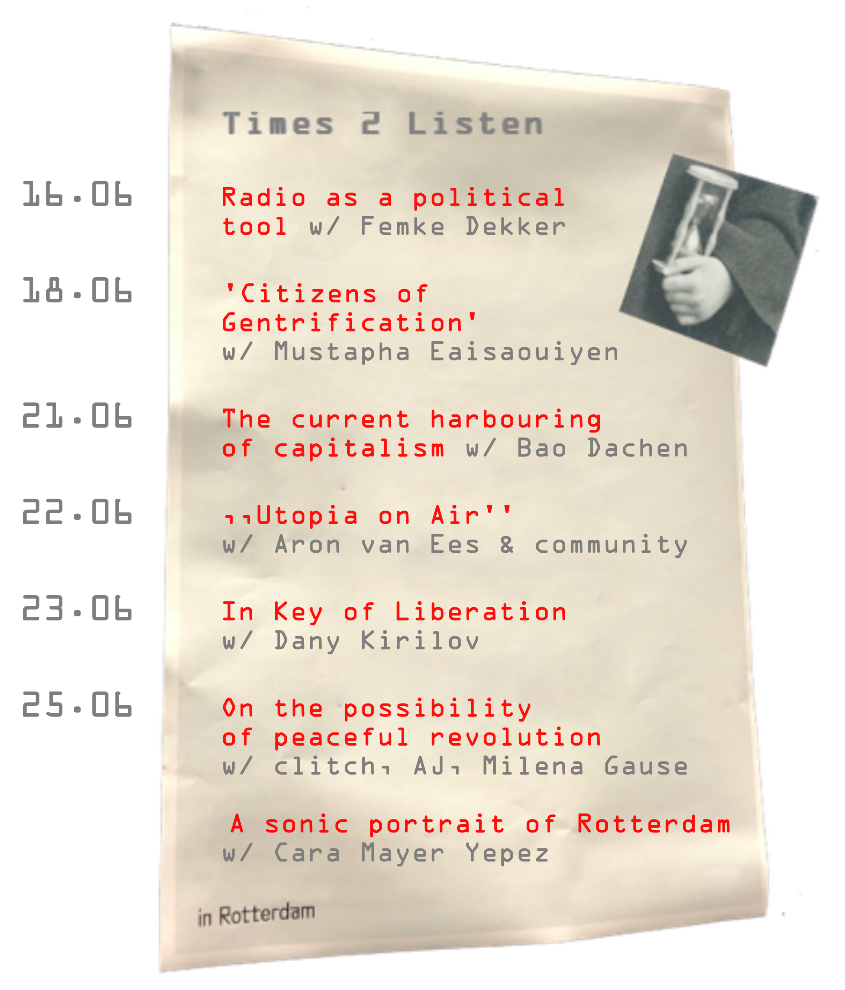 Times 2 Listen
16.06
Radio as a political
tool w/ Femke Dekker
18.06
'Citizens of
Gentrification'
w/ Mustapha Eaisaouiyen
21.06
The current harbouring
of capitalism w/ Bao Dachen
22.06
,,Utopia on Air''
w/ Aron van Ees & community
23.06
In Key of Liberation
w/ Dany Kirilov
25.06
On the possibility
of peaceful revolution
w/ clitch, AJ, Milena Gause
A sonic portrait of Rotterdam
w/ Cara Mayer Yepez
in Rotterdam